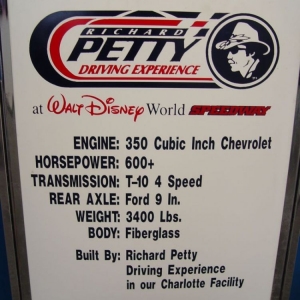 RICHARD
PETTY
DRIVING EXPERIENCE
at Walt Disney World SPEEDWAY
ENGINE: 350 Cubic Inch Chevrolet
HORSEPOWER: 600+
TRANSMISSION: T-10 4 Speed
REAR AXLE: Ford 9 In.
WEIGHT: 3400 Lbs.
BODY: Fiberglass
Built By: Richard Petty
Driving Experience
in our Charlotte Facility